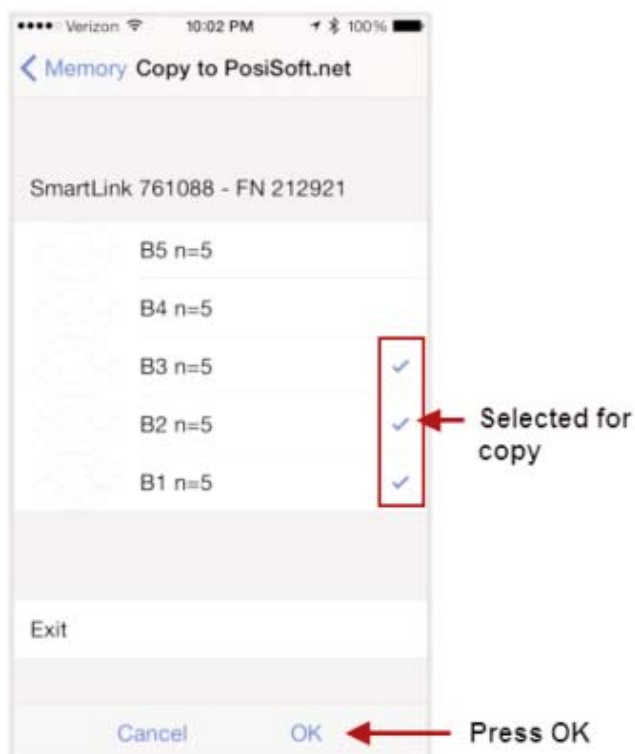 Verizon 10:02 PM 100%
Memory Copy to PosiSoft.net
SmartLink 761088 - FN 212921
B5 n=5
B4 n=5
B3 n=5
B2 n=5
B1 n=5
Selected for
copy
Exit
Cancel OK
Press OK